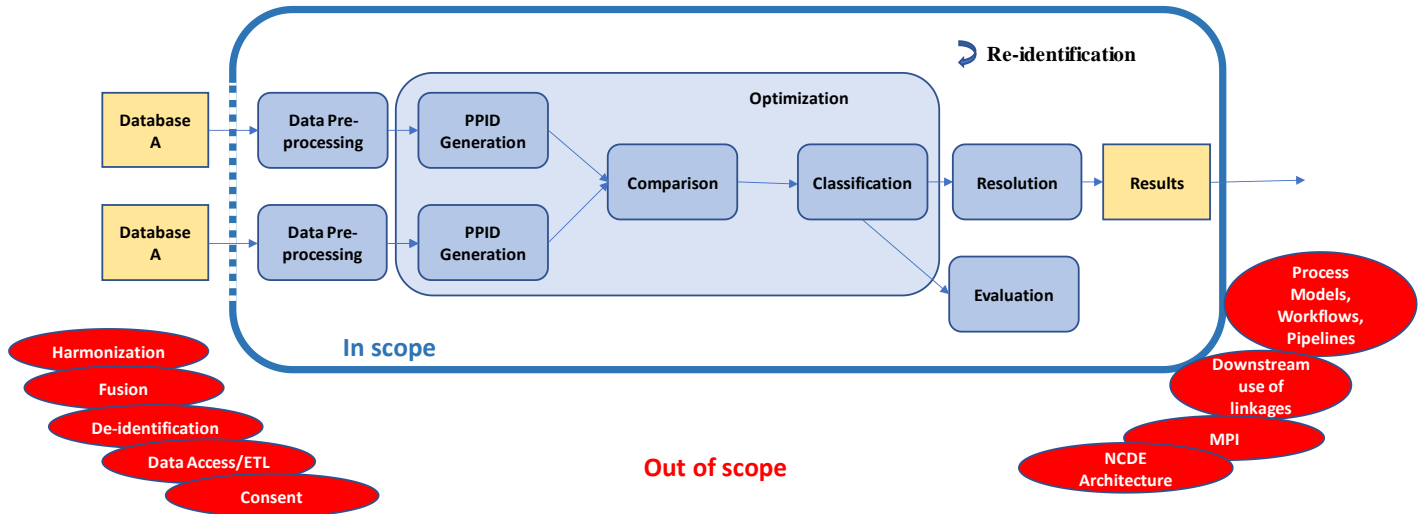 Re-identification
Optimization
Database
A
Data Pre-
processing
PPID
Generation
Comparison
Classification
Resolution
Results
Database
A
Data Pre-
processing
PPID
Generation
Evaluation
In scope
Harmonization
Fusion
De-identification
Data Access/ETL
Consent
Out of scope
Process
Models,
Workflows,
Pipelines
Downstream
use of
linkages
MPI
NCDE
Architecture